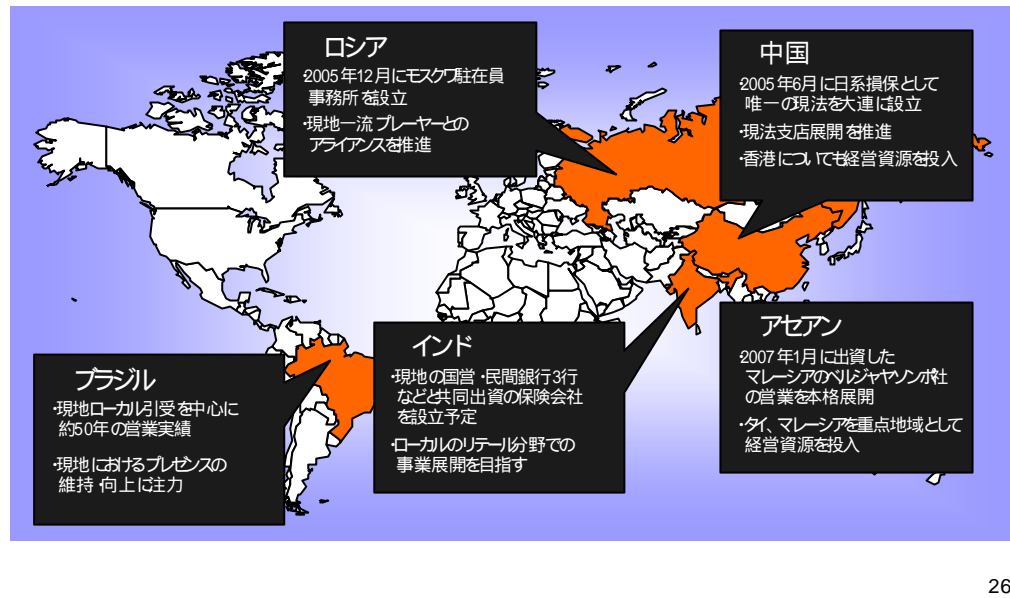 ロシア
・2005年12月にモスクワ駐在員
事務所を設立
・現地一流プレーヤーとの
アライアンスを推進
中国
・2005年6月に日系損保として
唯一の現法を大連に設立
・現法支店展開を推進
・香港についても経営資源を投入
ブラジル
・現地ローカル引受を中心に
約50年の営業実績
・現地におけるプレゼンスの
維持・向上に主力
インド
・現地の国営・民間銀行3行
などと共同出資の保険会社
を設立予定
・ローカルのリテール分野での
事業展開を目指す
アセアン
・2007年1月に出資した
マレーシアのベルジャヤソンポ社
の営業を本格展開
・タイ、マレーシアを重点地域として
経営資源を投入
26